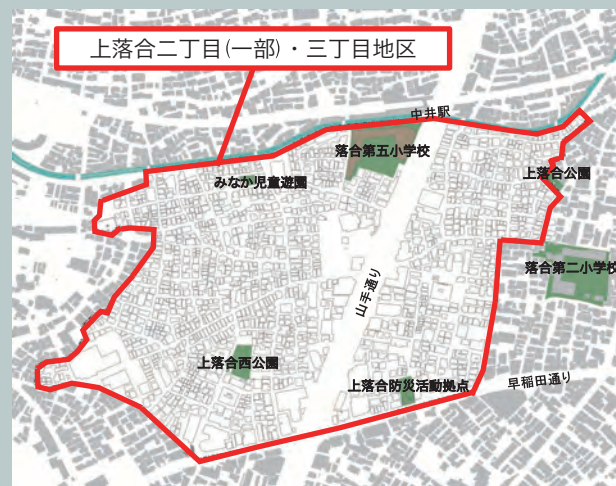 上落合二丁目(一部)・三丁目地区
中井駅
落合第五小学校
みなか児童遊園
上落合公園
落合第二小学校
山手通り
上落合西公園
上落合防災活動拠点
早稲田通り